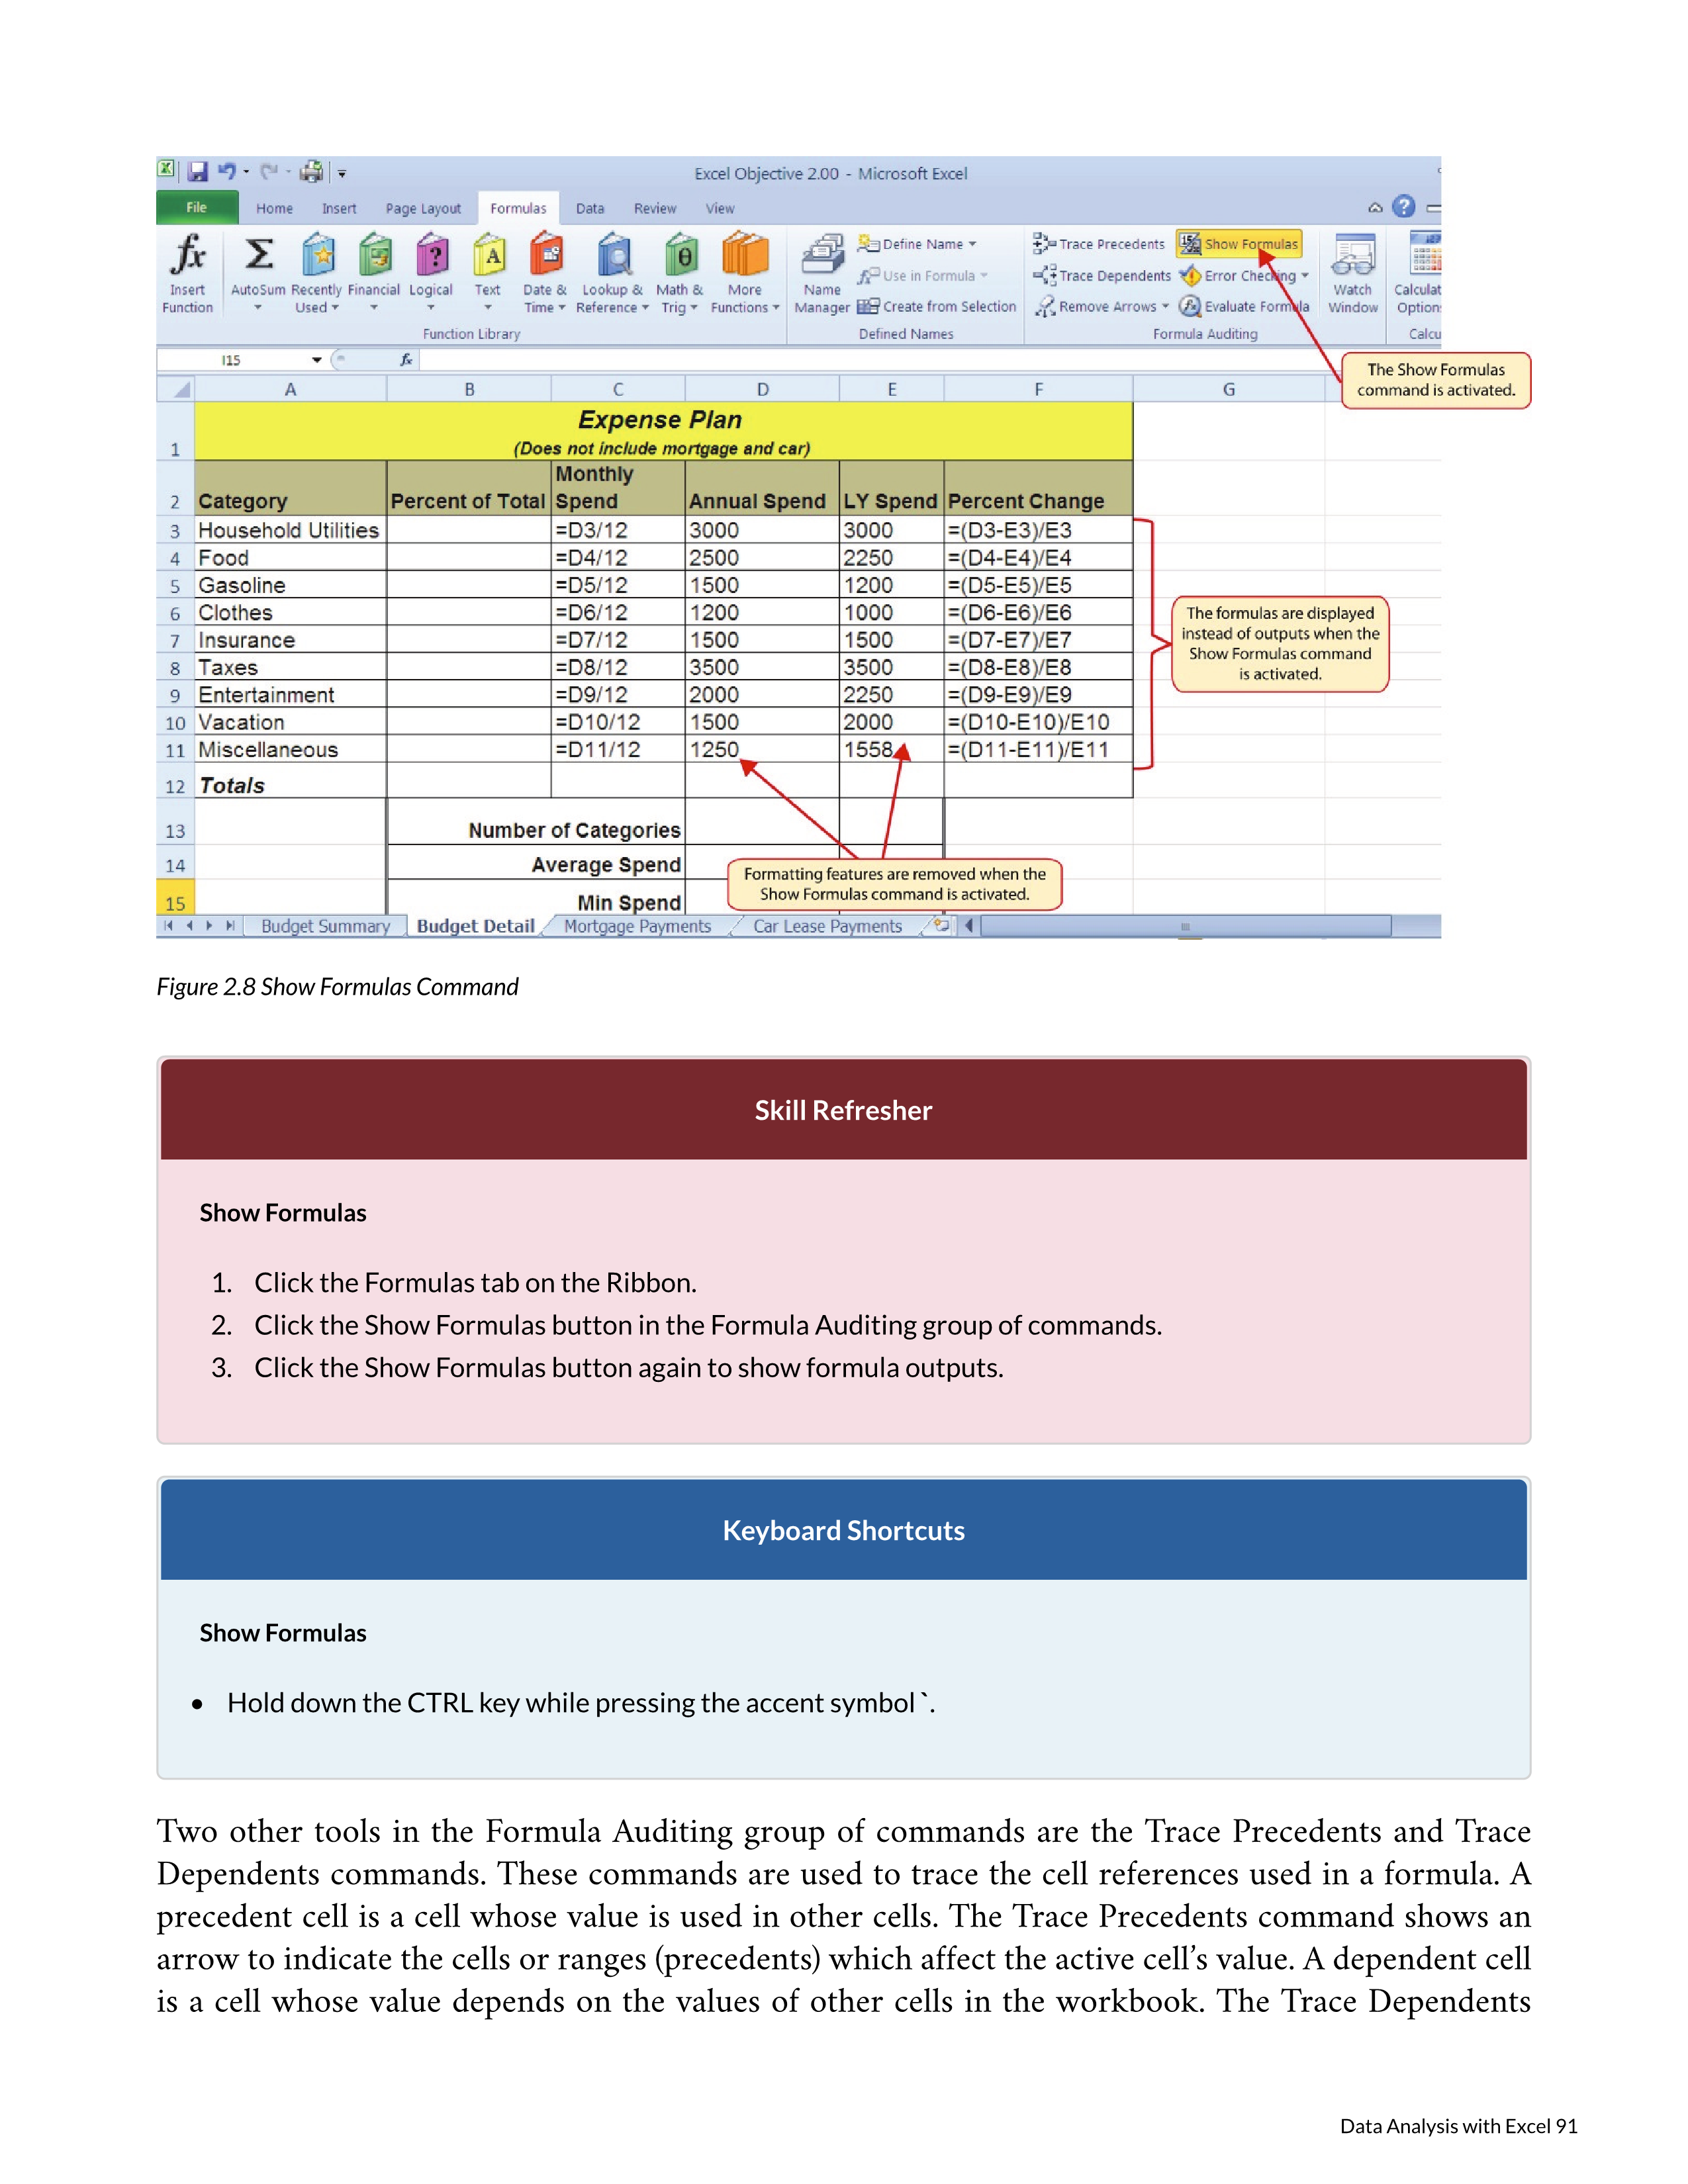 Excel Objective 2.00 - Microsoft Excel
File Home Insert Page Layout Formulas Data Review View
Insert Function
AutoSum
Recently Used
Financial
Logical
Text
Date & Time
Lookup & Reference
Math & Trig
More Functions
Function Library
Name Manager
Define Name
Use in Formula
Create from Selection
Defined Names
Trace Precedents
Trace Dependents
Remove Arrows
Show Formulas
Error Checking
Evaluate Formula
Formula Auditing
Watch Window
Calculat
Option
Calcu
The Show Formulas
command is activated.
I15 fx
A B C D E F G
1 Expense Plan
(Does not include mortgage and car)
2 Category Percent of Total Monthly Spend Annual Spend LY Spend Percent Change
3 Household Utilities =D3/12 3000 3000 =(D3-E3)/E3
4 Food =D4/12 2500 2250 =(D4-E4)/E4
5 Gasoline =D5/12 1500 1200 =(D5-E5)/E5
6 Clothes =D6/12 1200 1000 =(D6-E6)/E6
7 Insurance =D7/12 1500 1500 =(D7-E7)/E7
8 Taxes =D8/12 3500 3500 =(D8-E8)/E8
9 Entertainment =D9/12 2000 2250 =(D9-E9)/E9
10 Vacation =D10/12 1500 2000 =(D10-E10)/E10
11 Miscellaneous =D11/12 1250 1558 =(D11-E11)/E11
12 Totals
13 Number of Categories
14 Average Spend
15 Min Spend
The formulas are displayed
instead of outputs when the
Show Formulas command
is activated.
Formatting features are removed when the
Show Formulas command is activated.
Budget Summary Budget Detail Mortgage Payments Car Lease Payments
Figure 2.8 Show Formulas Command
Skill Refresher
Show Formulas
1. Click the Formulas tab on the Ribbon.
2. Click the Show Formulas button in the Formula Auditing group of commands.
3. Click the Show Formulas button again to show formula outputs.
Keyboard Shortcuts
Show Formulas
• Hold down the CTRL key while pressing the accent symbol `.
Two other tools in the Formula Auditing group of commands are the Trace Precedents and Trace
Dependents commands. These commands are used to trace the cell references used in a formula. A
precedent cell is a cell whose value is used in other cells. The Trace Precedents command shows an
arrow to indicate the cells or ranges (precedents) which affect the active cell’s value. A dependent cell
is a cell whose value depends on the values of other cells in the workbook. The Trace Dependents
Data Analysis with Excel 91